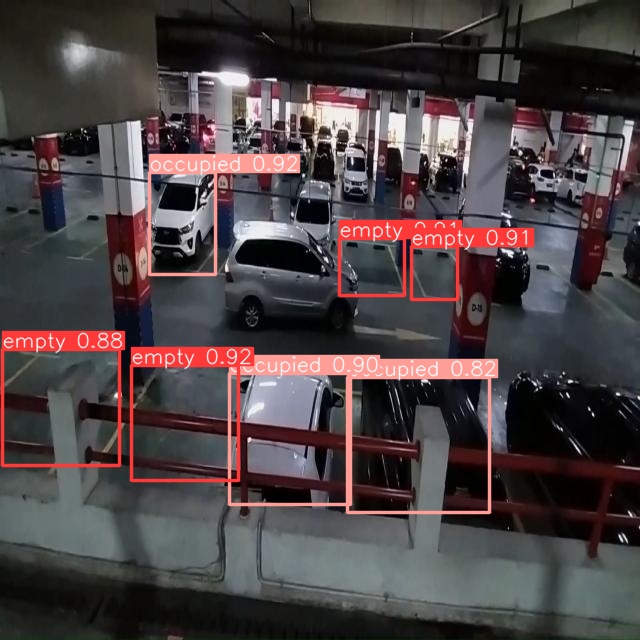 occupied 0.92
empty 0.91
empty 0.91
empty 0.88
empty 0.92
occupied 0.90
occupied 0.82
D-15